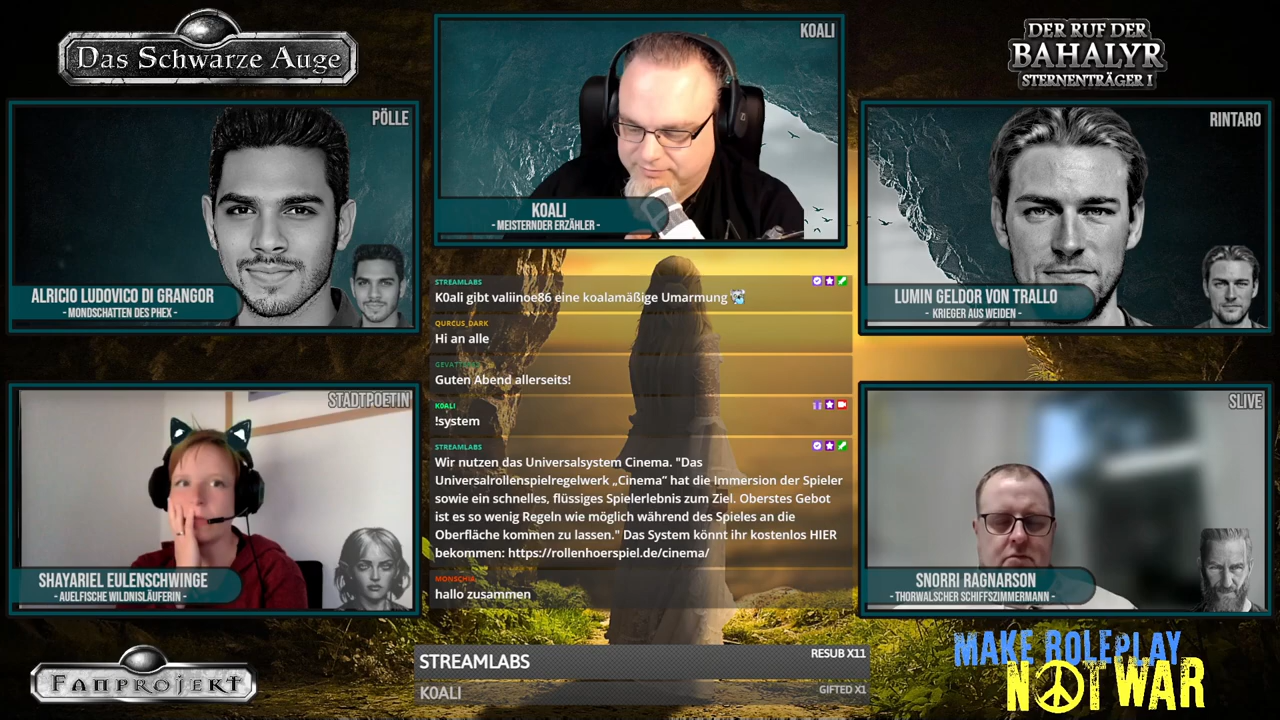 Das Schwarze Auge
KOALI
KOALI
- MEISTERNDER ERZÄHLER -
DER RUF DER
BAHALYR
STERNENTRÄGER I
PÖLLE
ALRICIO LUDOVICO DI GRANGOR
- MONDSCHATTEN DES PHEX -
RINTARO
LUMIN GELDOR VON TRALLO
- KRIEGER AUS WEIDEN -
STREAMLABS
K0ali gibt valiinoe86 eine koalamäßige Umarmung
QURCUS_DARK
Hi an alle
Guten Abend allerseits!
K0ALI
!system
STREAMLABS
Wir nutzen das Universalsystem Cinema. "Das
Universalrollenspielregelwerk „Cinema“ hat die Immersion der Spieler
sowie ein schnelles, flüssiges Spielerlebnis zum Ziel. Oberstes Gebot
ist es so wenig Regeln wie möglich während des Spieles an die
Oberfläche kommen zu lassen." Das System könnt ihr kostenlos HIER
bekommen: https://rollenhoerspiel.de/cinema/
hallo zusammen
STADTPOETIN
SHAYARIEL EULENSCHWINGE
- AUELFISCHE WILDNISLÄUFERIN -
SLIVE
SNORRI RAGNARSON
- THORWALSCHER SCHIFFSZIMMERMANN -
FANPROJEKT
STREAMLABS
RESUB X11
KOALI
GIFTED X1
MAKE ROLEPLAY
NOT WAR